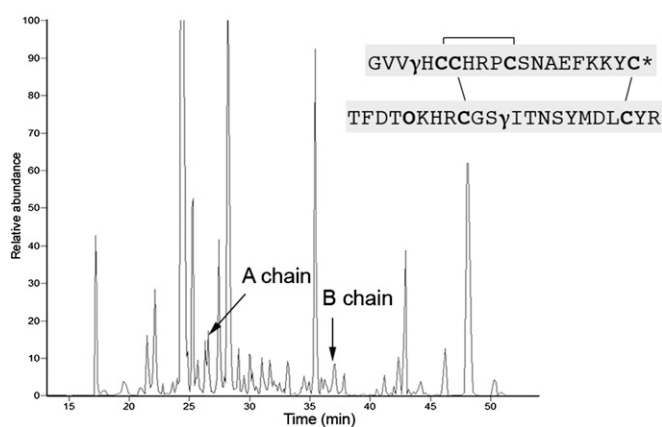 100
90
80
70
60
50
40
30
20
10
0
Relative abundance
GVVγHCCHRPCSNAEFKKYC*
TFDTOKHRCGSγITNSYMDLCYR
A chain
B chain
15 20 25 30 35 40 45 50
Time (min)